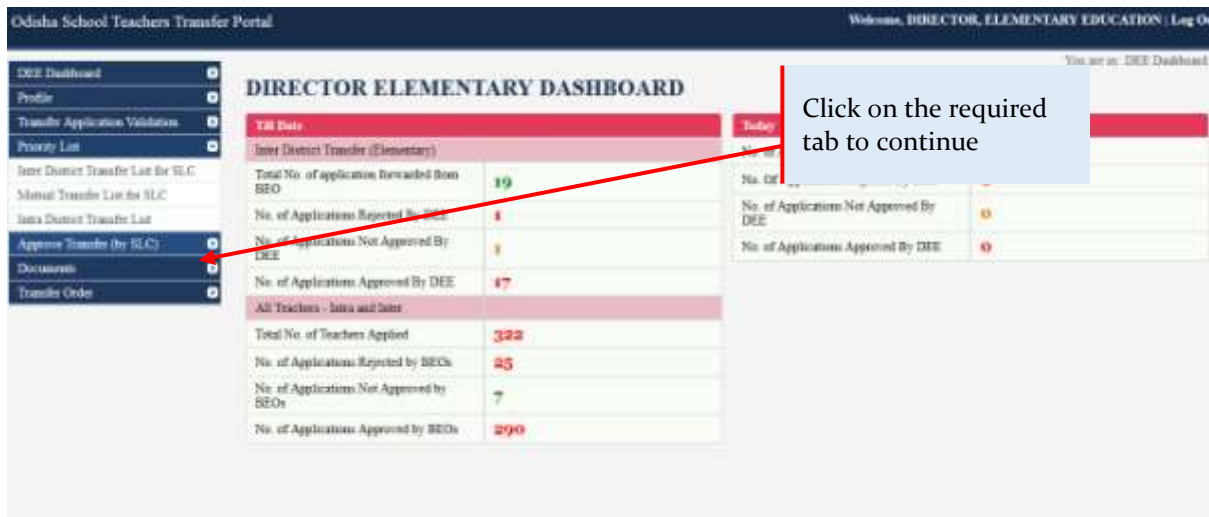 Odisha School Teachers Transfer Portal
Welcome, DIRECTOR, ELEMENTARY EDUCATION | Log
You are in: DEE Dashboard
DEE Dashboard
Profile
Transfer Application Validation
Priority List
Inter District Transfer List for SLC
Mutual Transfer List for SLC
Intra District Transfer List
Approve Transfer (by SLC)
Documents
Transfer Order
DIRECTOR ELEMENTARY DASHBOARD
Till Date
Inter District Transfer (Elementary)
Total No. of application forwarded from
BEO
19
No. of Applications Rejected By DEE
1
No. of Applications Not Approved By
DEE
1
No. of Applications Approved By DEE
17
All Teachers - Intra and Inter
Total No. of Teachers Applied
322
No. of Applications Rejected by BEOs
25
No. of Applications Not Approved by
BEOs
7
No. of Applications Approved by BEOs
290
Today
No. of
No. Of
No. of Applications Not Approved By
DEE
0
No. of Applications Approved By DEE
0
Click on the required
tab to continue